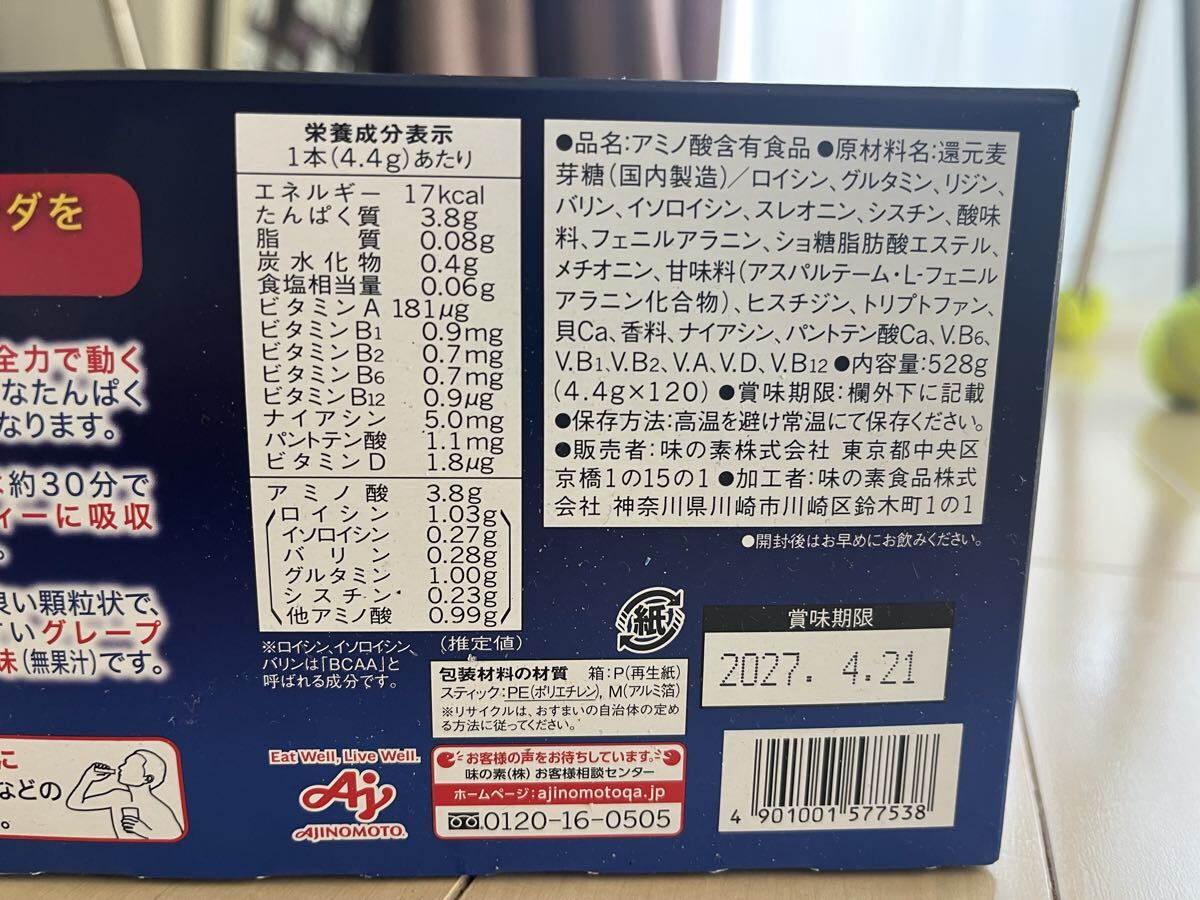 ダを
全力で動く
なたんぱく
なります。
約30分で
ィーに吸収
。
良い顆粒状で、
すいグレープ
味(無果汁)です。
に
などの
。
栄養成分表示
1本(4.4g)あたり
エネルギー 17kcal
たんぱく質 3.8g
脂質 0.08g
炭水化物 0.4g
食塩相当量 0.06g
ビタミンA 181μg
ビタミンB1 0.9mg
ビタミンB2 0.7mg
ビタミンB6 0.7mg
ビタミンB12 0.9μg
ナイアシン 5.0mg
パントテン酸 1.1mg
ビタミンD 1.8μg
アミノ酸 3.8g
ロイシン 1.03g
イソロイシン 0.27g
バリン 0.28g
グルタミン 1.00g
シスチン 0.23g
他アミノ酸 0.99g
(推定値)
※ロイシン、イソロイシン、
バリンは「BCAA」と
呼ばれる成分です。
●品名:アミノ酸含有食品 ●原材料名:還元麦
芽糖(国内製造)/ロイシン、グルタミン、リジン、
バリン、イソロイシン、スレオニン、シスチン、酸味
料、フェニルアラニン、ショ糖脂肪酸エステル、
メチオニン、甘味料(アスパルテーム・L-フェニル
アラニン化合物)、ヒスチジン、トリプトファン、
貝Ca、香料、ナイアシン、パントテン酸Ca、V.B6、
V.B1、V.B2、V.A、V.D、V.B12 ●内容量:528g
(4.4g×120) ●賞味期限:欄外下に記載
●保存方法:高温を避け常温にて保存ください。
●販売者:味の素株式会社 東京都中央区
京橋1の15の1 ●加工者:味の素食品株式
会社 神奈川県川崎市川崎区鈴木町1の1
●開封後はお早めにお飲みください。
紙
賞味期限
2027. 4.21
包装材料の材質 箱:P(再生紙)
スティック:PE(ポリエチレン), M(アルミ箔)
※リサイクルは、おすまいの自治体の定め
る方法に従ってください。
Eat Well, Live Well.
Aj
AJINOMOTO.
お客様の声をお待ちしています。
味の素(株) お客様相談センター
ホームページ:ajinomotoqa.jp
0120-16-0505
4 901001 577538